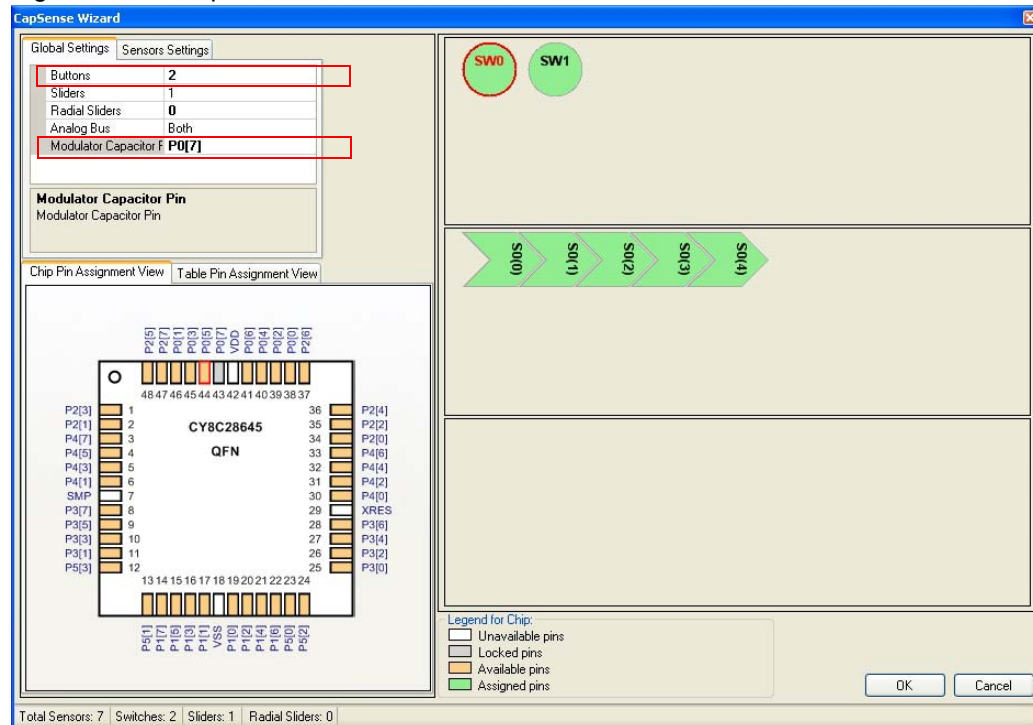 CapSense Wizard
Global Settings Sensors Settings
Buttons 2
Sliders 1
Radial Sliders 0
Analog Bus Both
Modulator Capacitor P P0[7]
Modulator Capacitor Pin
Modulator Capacitor Pin
Chip Pin Assignment View Table Pin Assignment View
P2[5] P2[7] P0[1] P0[3] P0[5] P0[7] VDD P0[6] P0[4] P0[2] P0[0] P2[6]
48 47 46 45 44 43 42 41 40 39 38 37
P2[3] 1 36 P2[4]
P2[1] 2 35 P2[2]
P4[7] 3 34 P2[0]
P4[5] 4 33 P4[6]
P4[3] 5 32 P4[4]
P4[1] 6 31 P4[2]
SMP 7 30 P4[0]
P3[7] 8 29 XRES
P3[5] 9 28 P3[6]
P3[3] 10 27 P3[4]
P3[1] 11 26 P3[2]
P5[3] 12 25 P3[0]
CY8C28645
QFN
13 14 15 16 17 18 19 20 21 22 23 24
P5[1] P1[7] P1[5] P1[3] P1[1] VSS P1[0] P1[2] P1[4] P1[6] P5[0] P5[2]
SW0 SW1
S0(0) S0(1) S0(2) S0(3) S0(4)
Legend for Chip:
Unavailable pins
Locked pins
Available pins
Assigned pins
OK Cancel
Total Sensors: 7 Switches: 2 Sliders: 1 Radial Sliders: 0